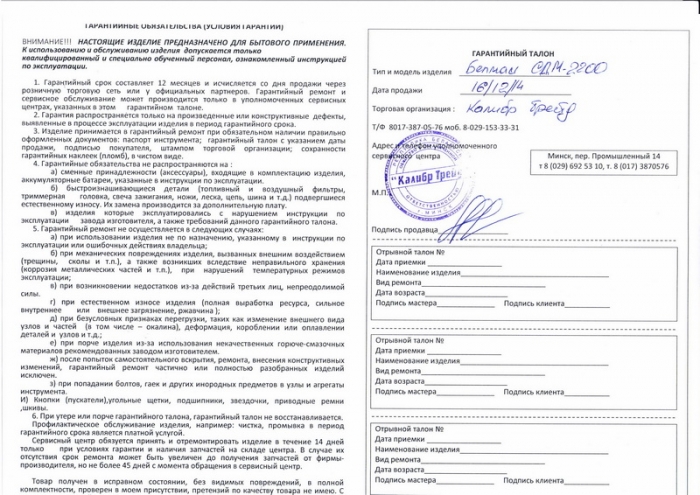 ГАРАНТИЙНЫЕ ОБЯЗАТЕЛЬСТВА (УСЛОВИЯ ГАРАНТИИ)
ВНИМАНИЕ!!! НАСТОЯЩИЕ ИЗДЕЛИЕ ПРЕДНАЗНАЧЕНО ДЛЯ БЫТОВОГО ПРИМЕНЕНИЯ.
К использованию и обслуживанию изделия допускается только
квалифицированный и специально обученный персонал, ознакомленный инструкцией
по эксплуатации.
1. Гарантийный срок составляет 12 месяцев и исчисляется со дня продажи через
розничную торговую сеть или у официальных партнеров. Гарантийный ремонт и
сервисное обслуживание может производится только в уполномоченных сервисных
центрах, указанных в этом гарантийном талоне.
2. Гарантия распространяется только на произведенные или конструктивные дефекты,
выявленные в процессе эксплуатации изделия в период гарантийного срока.
3. Изделие принимается в гарантийный ремонт при обязательном наличии правильно
оформленных документов: паспорт инструмента; гарантийный талон с указанием даты
продажи, подписью покупателя, штампом торговой организации; сохранности
гарантийных наклеек (пломб), в чистом виде.
4. Гарантийные обязательства не распространяются на :
а) сменные принадлежности (аксессуары), входящие в комплектацию изделия,
аккумуляторные батареи, указанные в инструкции по эксплуатации.
б) быстроизнашивающиеся детали (топливный и воздушный фильтры,
триммерная головка, свеча зажигания, ножи, леска, цепь, шина и т.д.) подвергшиеся
естественному износу. Их замена производится за дополнительную плату.
в) изделия которые эксплуатировались с нарушением инструкции по
эксплуатации завода изготовителя, а также требований данного гарантийного талона.
5. Гарантийный ремонт не осуществляется в следующих случаях:
а) при использовании изделия не по назначению, указанному в инструкции по
эксплуатации или ошибочных действиях владельца;
б) при механических повреждениях изделия, вызванных внешним воздействием
(трещины, сколы и т.п.), а также возникших вследствие неправильного хранения
(коррозия металлических частей и т.п.), при нарушений температурных режимов
эксплуатации;
в) при возникновении недостатков из-за действий третьих лиц, непреодолимой
силы.
г) при естественном износе изделия (полная выработка ресурса, сильное
внутреннее или внешнее загрязнение, ржавчина );
д) при безусловных признаках перегрузки, таких как изменение внешнего вида
узлов и частей (в том числе – окалина), деформация, коробления или оплавлении
деталей и узлов и т.д.;
е) при порче изделия из-за использования некачественных горюче-смазочных
материалов рекомендованных заводом изготовителем.
ж) после попыток самостоятельного вскрытия, ремонта, внесения конструктивных
изменений, гарантийный ремонт частично или полностью разобранных изделий
исключен.
з) при попадании болтов, гаек и других инородных предметов в узлы и агрегаты
инструмента.
И) Кнопки (пускатели),угольные щетки, подшипники, звездочки, приводные ремни
,шкивы.
6. При утере или порче гарантийного талона, гарантийный талон не восстанавливается.
Профилактическое обслуживание изделия, например: чистка, промывка в период
гарантийного срока является платной услугой.
Сервисный центр обязуется принять и отремонтировать изделие в течение 14 дней
только при условии гарантии и наличия запчастей на складе центра. В случае их
отсутствия срок ремонта может быть увеличен до получения запчастей от фирмы-
производителя, но не более 45 дней с момента обращения в сервисный центр.
Товар получен в исправном состоянии, без видимых повреждений, в полной
комплектности, проверен в моем присутствии, претензий по качеству товара не имею. С
ГАРАНТИЙНЫЙ ТАЛОН
Тип и модель изделия Белмаш СДМ-2200
Дата продажи 16/12/14
Торговая организация : Калибр Трейд
Т/Ф 8017-387-05-76 моб. 8-029-153-33-31
Адрес и телефон уполномоченного
сервисного центра
Минск, пер. Промышленный 14
т 8 (029) 692 53 10, т. 8 (017) 3870576
"Калибр Трейд"
М.П.
Подпись продавца
Отрывной талон №
Дата приемки
Наименование изделия
Вид ремонта
Дата возраста
Подпись мастера Подпись клиента
Отрывной талон №
Дата приемки
Наименование изделия
Вид ремонта
Дата возраста
Подпись мастера Подпись клиента
Отрывной талон №
Дата приемки
Наименование изделия
Вид ремонта
Дата возраста